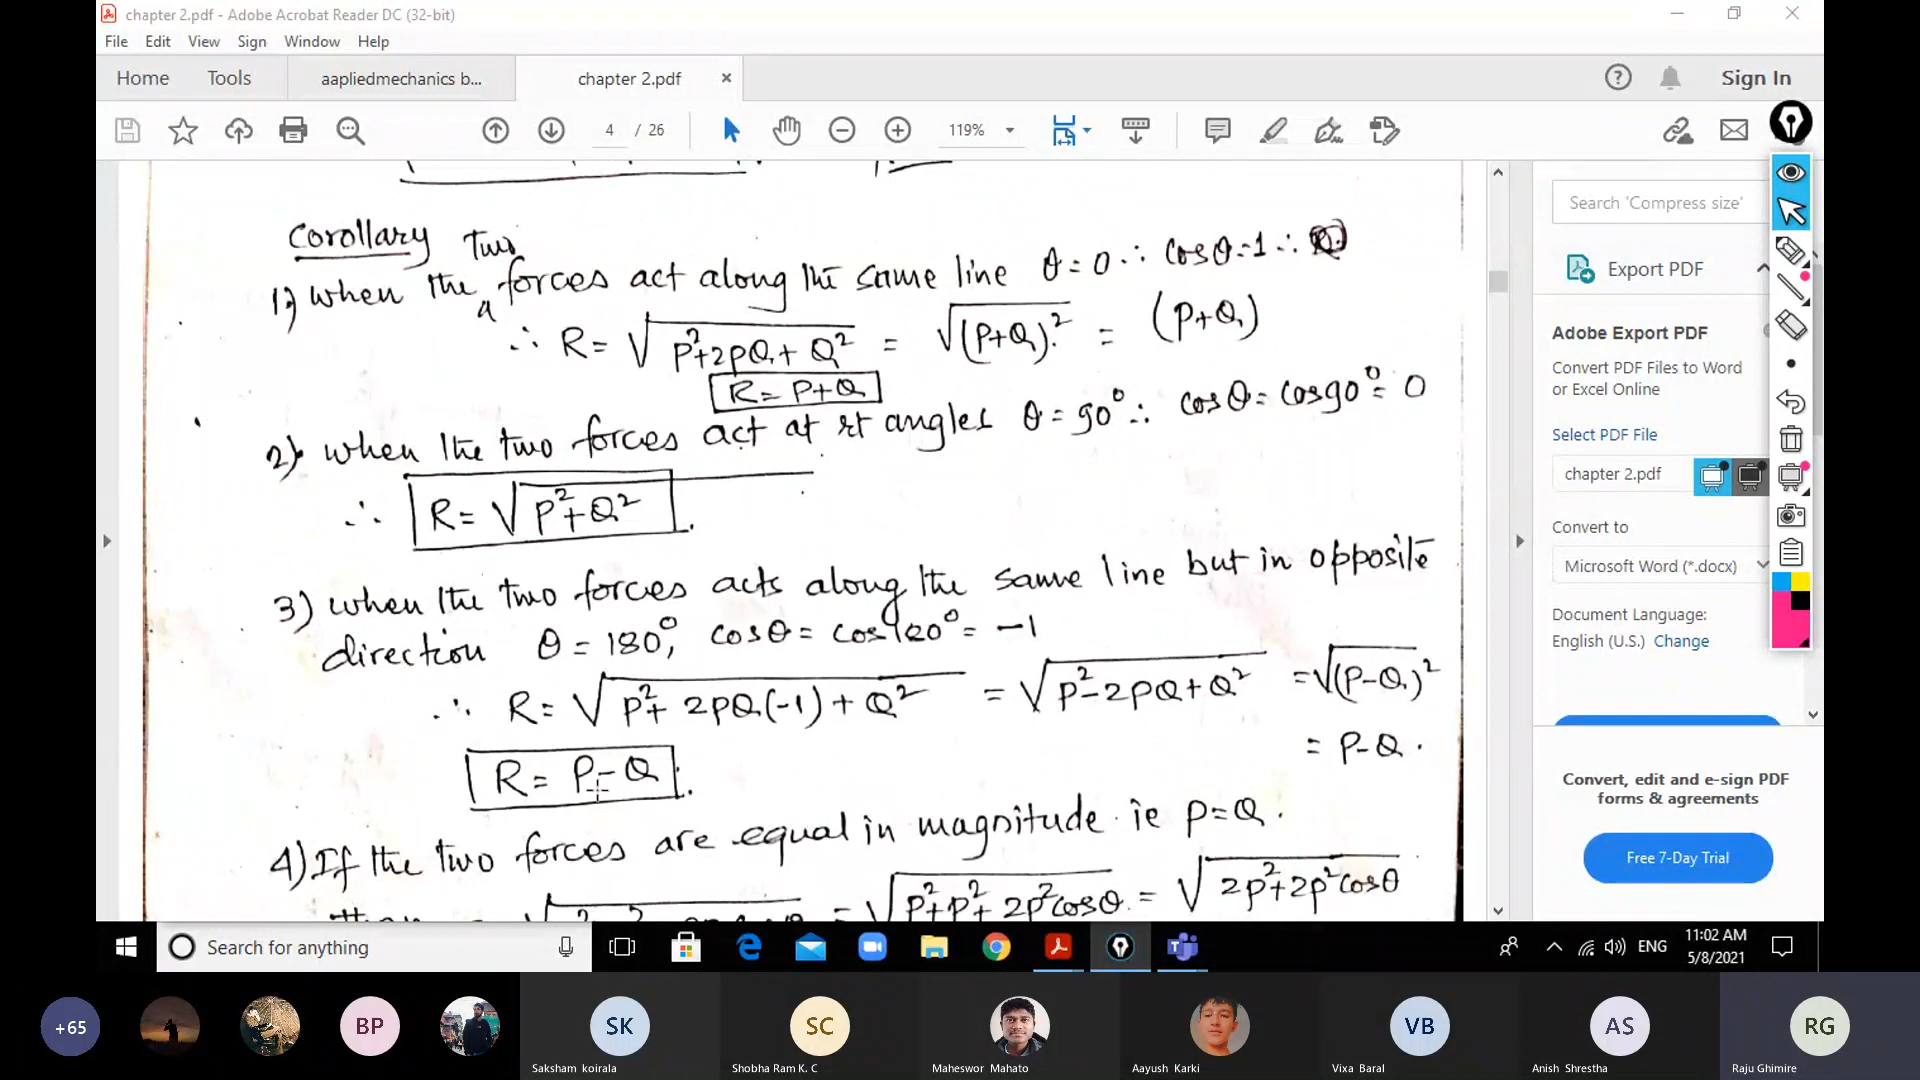 chapter 2.pdf - Adobe Acrobat Reader DC (32-bit)
File Edit View Sign Window Help
Home Tools aapliedmechanics b... chapter 2.pdf × Sign In
4 / 26 119%
Corollary Two
1) when the a forces act along the same line θ = 0 ∴ cosθ = 1 ∴
∴ R = √P²+2PQ+Q² = √(P+Q)² = (P+Q)
R = P+Q
2) when the two forces act at rt angles θ = 90° ∴ cosθ = cos90° = 0
∴ R = √P²+Q².
3) when the two forces acts along the same line but in opposite
direction θ = 180°, cosθ = cos180° = -1
∴ R = √P²+2PQ(-1)+Q² = √P²-2PQ+Q² = √(P-Q)²
= P-Q.
R = P-Q.
4) If the two forces are equal in magnitude ie P=Q.
= √P²+P²+2P²cosθ. = √2P²+2P²cosθ
Search 'Compress size'
Export PDF
Adobe Export PDF
Convert PDF Files to Word
or Excel Online
Select PDF File
chapter 2.pdf
Convert to
Microsoft Word (*.docx)
Document Language:
English (U.S.) Change
Convert, edit and e-sign PDF
forms & agreements
Free 7-Day Trial
Search for anything
ENG
11:02 AM
5/8/2021
+65
BP
SK
SC
VB
AS
RG
Saksham koirala
Shobha Ram K. C
Maheswor Mahato
Aayush Karki
Vixa Baral
Anish Shrestha
Raju Ghimire